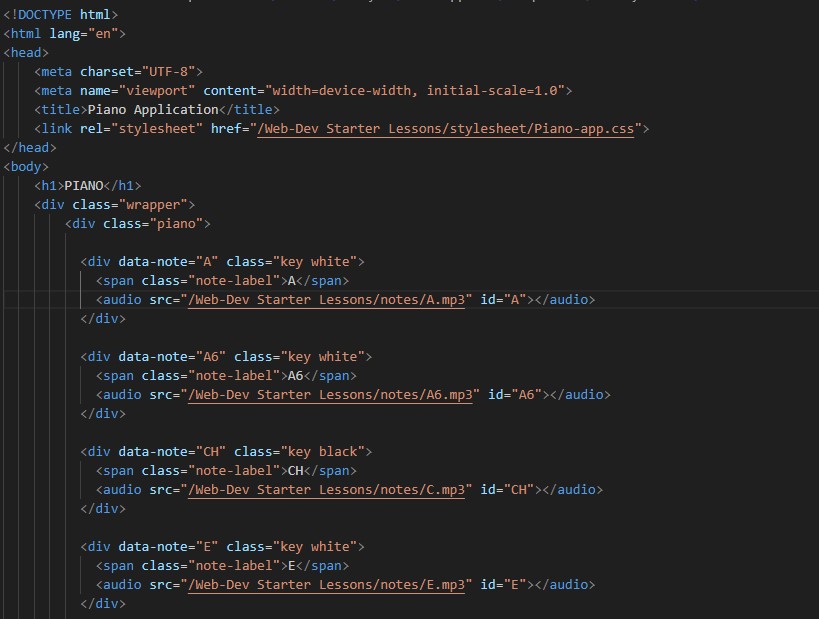 <!DOCTYPE html>
<html lang="en">
<head>
    <meta charset="UTF-8">
    <meta name="viewport" content="width=device-width, initial-scale=1.0">
    <title>Piano Application</title>
    <link rel="stylesheet" href="/Web-Dev Starter Lessons/stylesheet/Piano-app.css">
</head>
<body>
    <h1>PIANO</h1>
    <div class="wrapper">
        <div class="piano">
          <div data-note="A" class="key white">
            <span class="note-label">A</span>
            <audio src="/Web-Dev Starter Lessons/notes/A.mp3" id="A"></audio>
          </div>
          <div data-note="A6" class="key white">
            <span class="note-label">A6</span>
            <audio src="/Web-Dev Starter Lessons/notes/A6.mp3" id="A6"></audio>
          </div>
          <div data-note="CH" class="key black">
            <span class="note-label">CH</span>
            <audio src="/Web-Dev Starter Lessons/notes/C.mp3" id="CH"></audio>
          </div>
          <div data-note="E" class="key white">
            <span class="note-label">E</span>
            <audio src="/Web-Dev Starter Lessons/notes/E.mp3" id="E"></audio>
          </div>